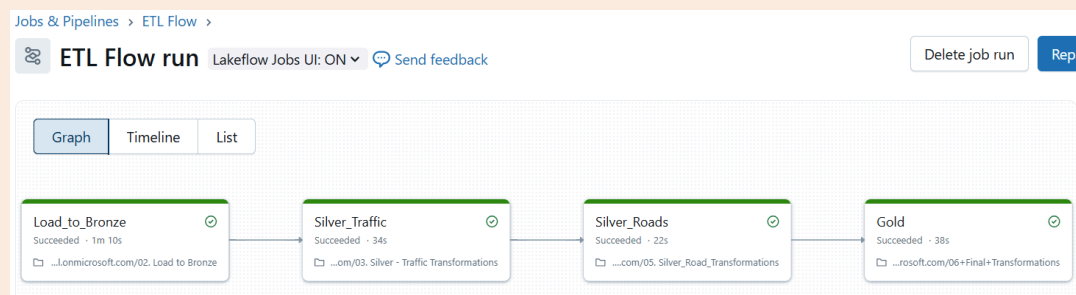 Jobs & Pipelines > ETL Flow >
ETL Flow run Lakeflow Jobs UI: ON Send feedback
Delete job run
Rep
Graph Timeline List
Load_to_Bronze
Succeeded · 1m 10s
...l.onmicrosoft.com/02. Load to Bronze
Silver_Traffic
Succeeded · 34s
...om/03. Silver - Traffic Transformations
Silver_Roads
Succeeded · 22s
....com/05. Silver_Road_Transformations
Gold
Succeeded · 38s
...rosoft.com/06+Final+Transformations